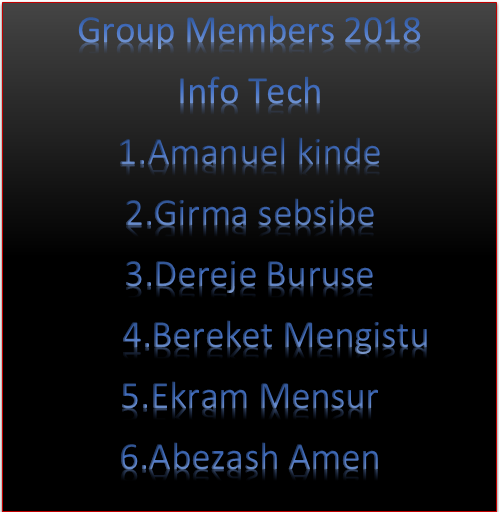 Group Members 2018
Info Tech
1.Amanuel kinde
2.Girma sebsibe
3.Dereje Buruse
4.Bereket Mengistu
5.Ekram Mensur
6.Abezash Amen